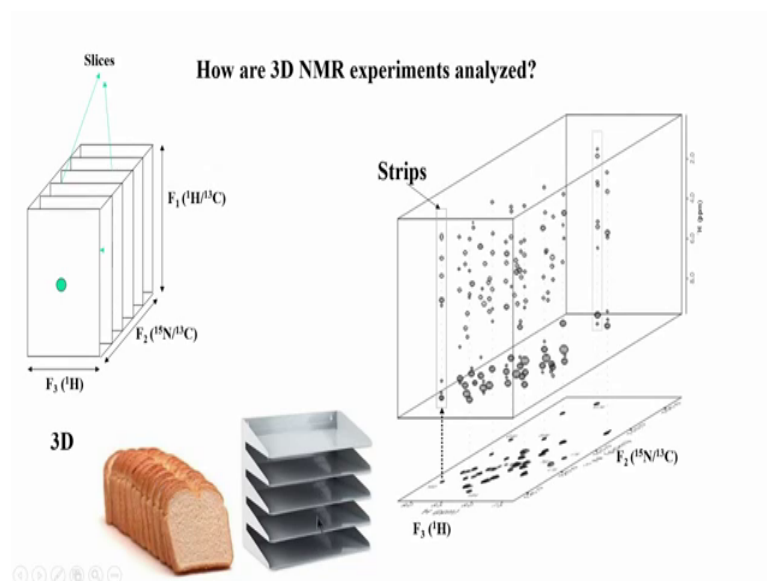 How are 3D NMR experiments analyzed?
Slices
F₁ (¹H/¹³C)
F₂ (¹⁵N/¹³C)
F₃ (¹H)
3D
Strips
F₂ (¹⁵N/¹³C)
F₃ (¹H)